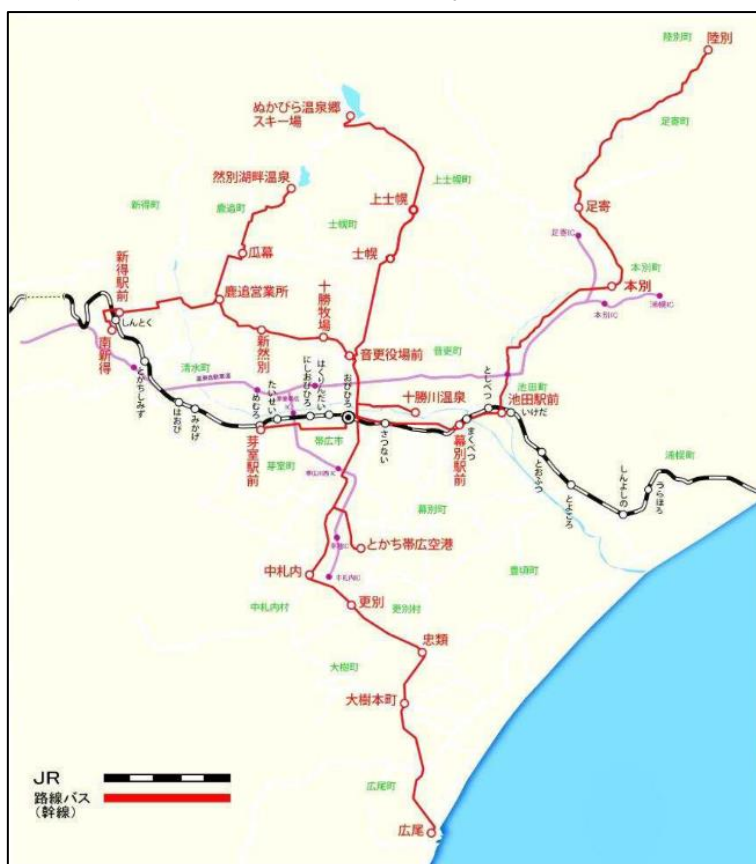 陸別町
陸別
ぬかびら温泉郷
スキー場
足寄町
然別湖畔温泉
上士幌町
新得町
鹿追町
上士幌
士幌町
足寄
足寄IC
瓜幕
士幌
本別町
新得駅前
鹿追営業所
十勝牧場
本別
本別IC
浦幌IC
しんとく
南新得
新然別
音更役場前
音更町
とかちしみず
清水町
池田町
はおび
みかげ
めむろ
たいせい
にしおびひろ
はくりんだい
おびひろ
十勝川温泉
としべつ
池田駅前
いけだ
さつない
まくべつ
幕別駅前
芽室駅前
帯広市
芽室町
浦幌町
とおふつ
とよころ
しんよしの
うらほろ
幕別町
とかち帯広空港
豊頃町
中札内
中札内IC
中札内村
更別
更別村
忠類
大樹町
大樹本町
広尾町
広尾
JR
路線バス
(幹線)